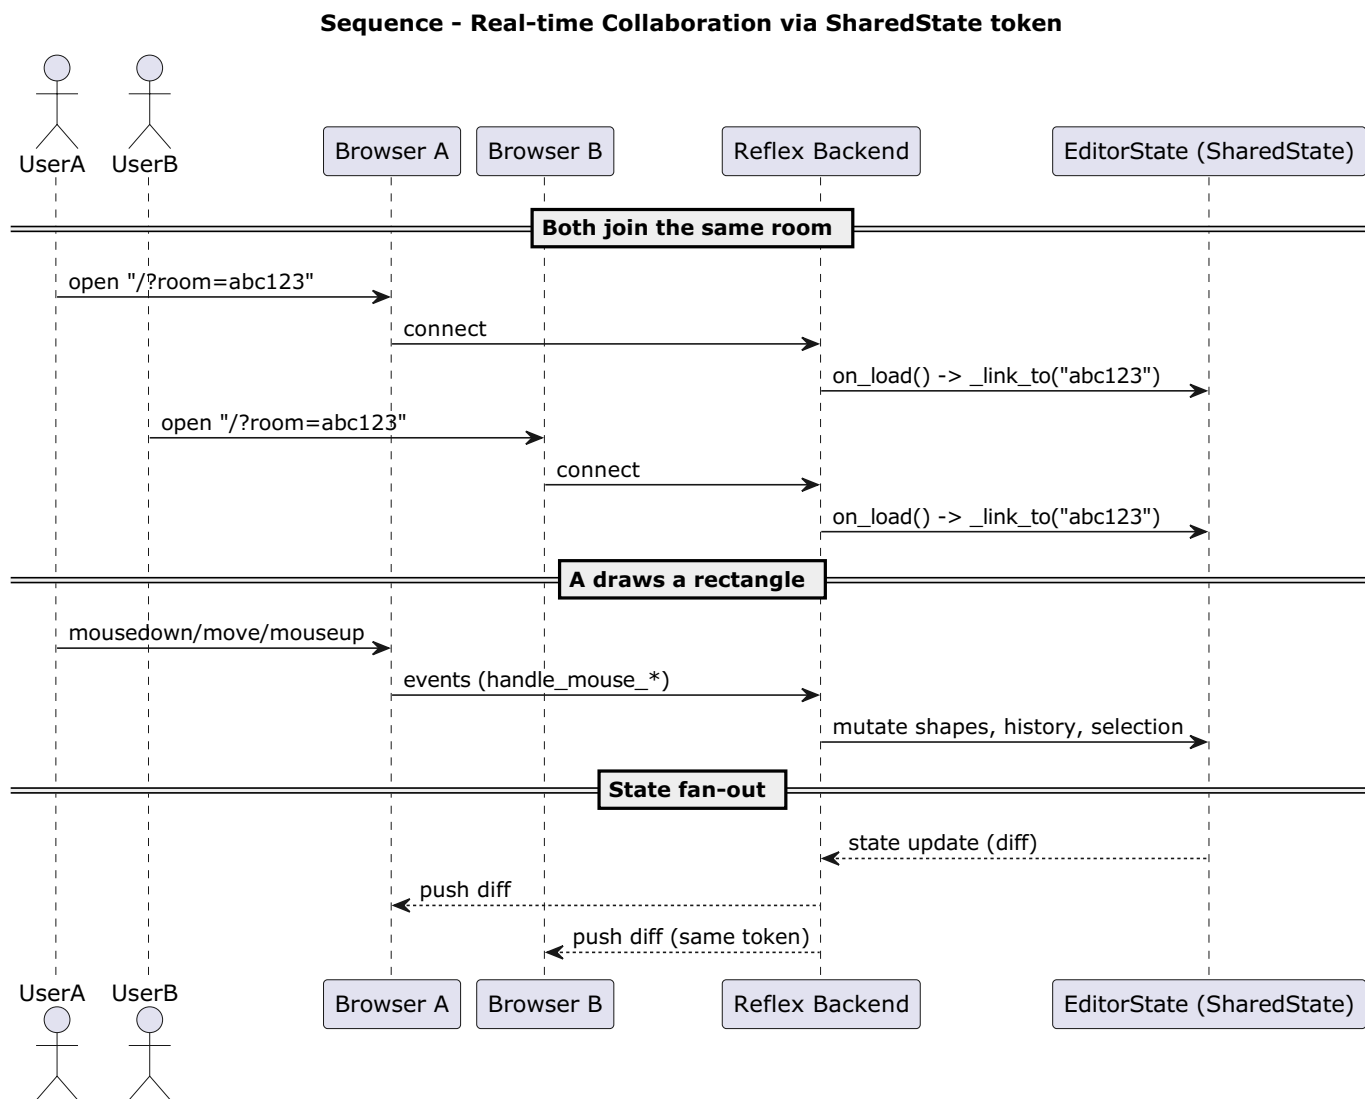 Sequence - Real-time Collaboration via SharedState token
UserA
UserB
Browser A
Browser B
Reflex Backend
EditorState (SharedState)
Both join the same room
open "/?room=abc123"
connect
on_load() -> _link_to("abc123")
open "/?room=abc123"
connect
on_load() -> _link_to("abc123")
A draws a rectangle
mousedown/move/mouseup
events (handle_mouse_*)
mutate shapes, history, selection
State fan-out
state update (diff)
push diff
push diff (same token)
UserA
UserB
Browser A
Browser B
Reflex Backend
EditorState (SharedState)